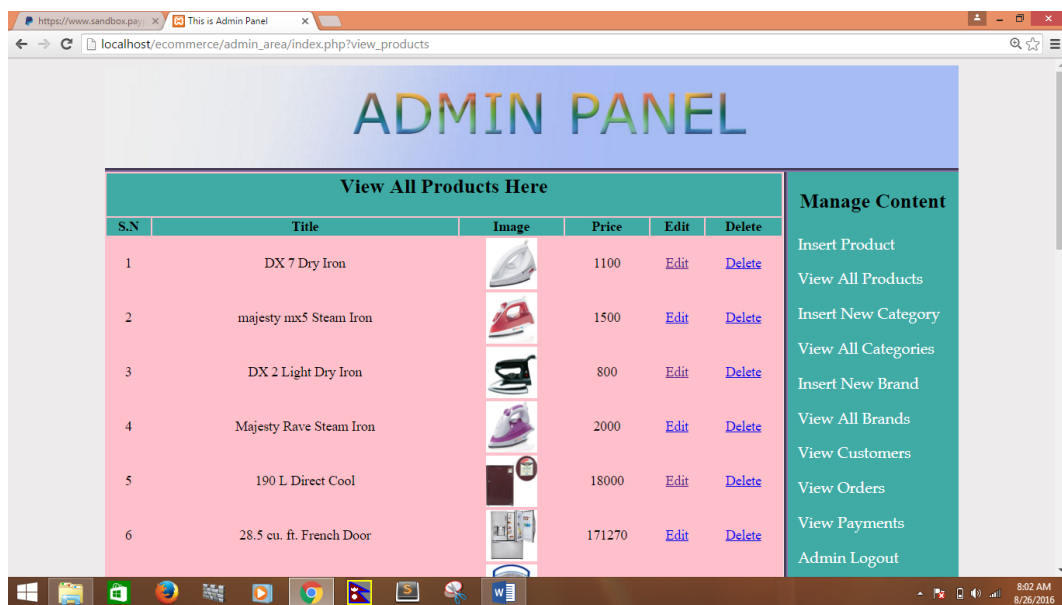 https://www.sandbox.pay
This is Admin Panel
localhost/ecommerce/admin_area/index.php?view_products
ADMIN PANEL
View All Products Here
S.N Title Image Price Edit Delete
1 DX 7 Dry Iron 1100 Edit Delete
2 majesty mx5 Steam Iron 1500 Edit Delete
3 DX 2 Light Dry Iron 800 Edit Delete
4 Majesty Rave Steam Iron 2000 Edit Delete
5 190 L Direct Cool 18000 Edit Delete
6 28.5 cu. ft. French Door 171270 Edit Delete
Manage Content
Insert Product
View All Products
Insert New Category
View All Categories
Insert New Brand
View All Brands
View Customers
View Orders
View Payments
Admin Logout
8:02 AM
8/26/2016